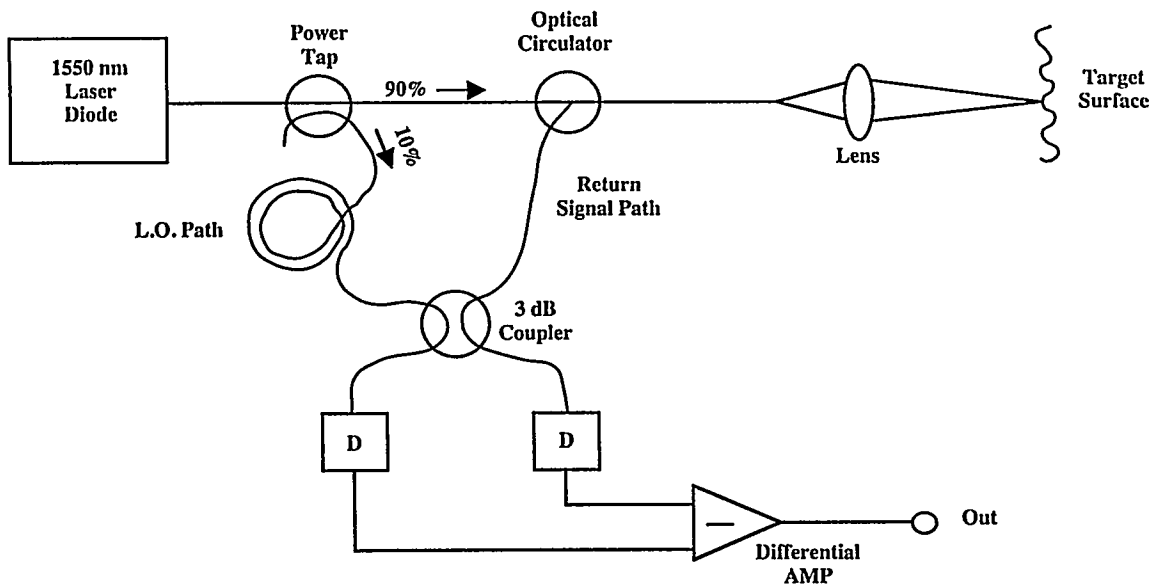 1550 nm
Laser
Diode
Power
Tap
90%
10%
Optical
Circulator
Lens
Target
Surface
L.O. Path
Return
Signal Path
3 dB
Coupler
D
D
Differential
AMP
Out